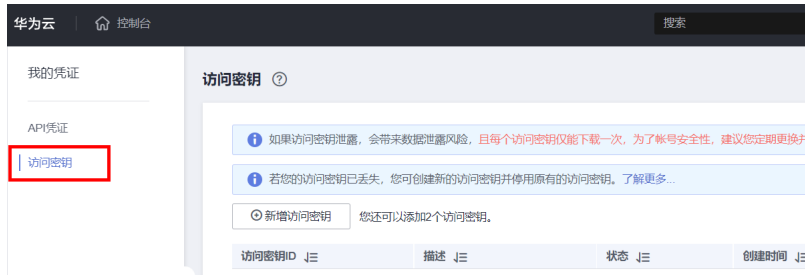 华为云 控制台 搜索
我的凭证
访问密钥
API凭证
访问密钥
如果访问密钥泄露，会带来数据泄露风险，且每个访问密钥仅能下载一次，为了帐号安全性，建议您定期更换并
若您的访问密钥已丢失，您可创建新的访问密钥并停用原有的访问密钥。了解更多...
新增访问密钥 您还可以添加2个访问密钥。
访问密钥ID 描述 状态 创建时间